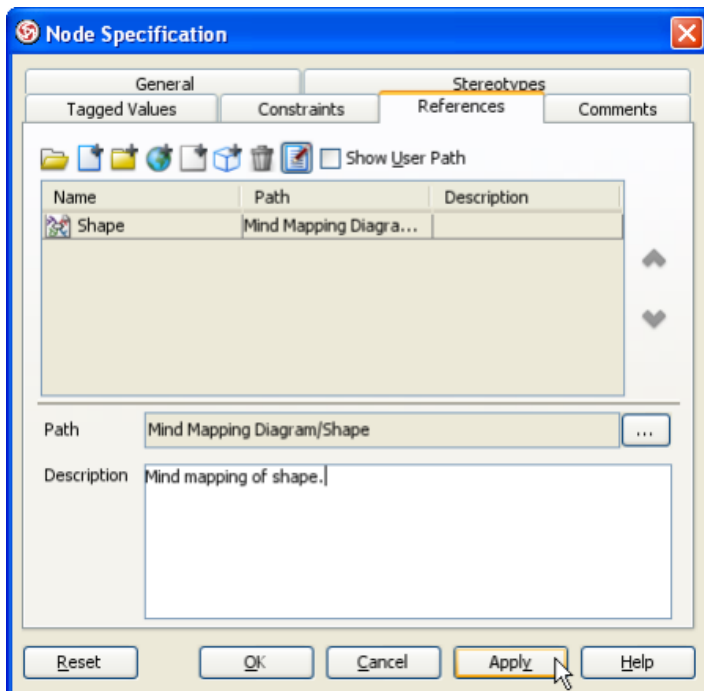 Node Specification
General Stereotypes
Tagged Values Constraints References Comments
Show User Path
Name Path Description
Shape Mind Mapping Diagra...
Path Mind Mapping Diagram/Shape ...
Description Mind mapping of shape.
Reset OK Cancel Apply Help